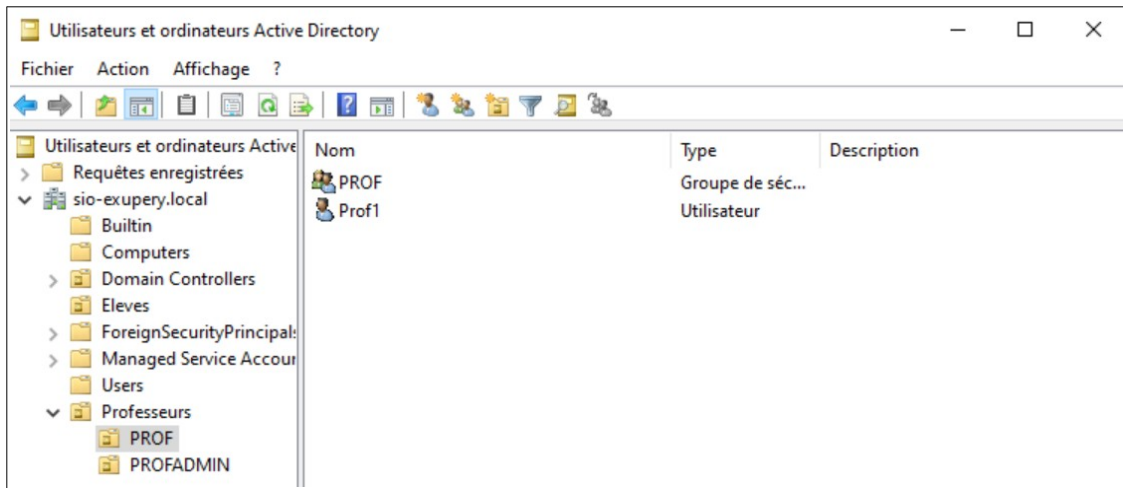 Utilisateurs et ordinateurs Active Directory
Fichier Action Affichage ?
Utilisateurs et ordinateurs Active
Requêtes enregistrées
sio-exupery.local
Builtin
Computers
Domain Controllers
Eleves
ForeignSecurityPrincipals
Managed Service Accour
Users
Professeurs
PROF
PROFADMIN
Nom Type Description
PROF Groupe de séc...
Prof1 Utilisateur